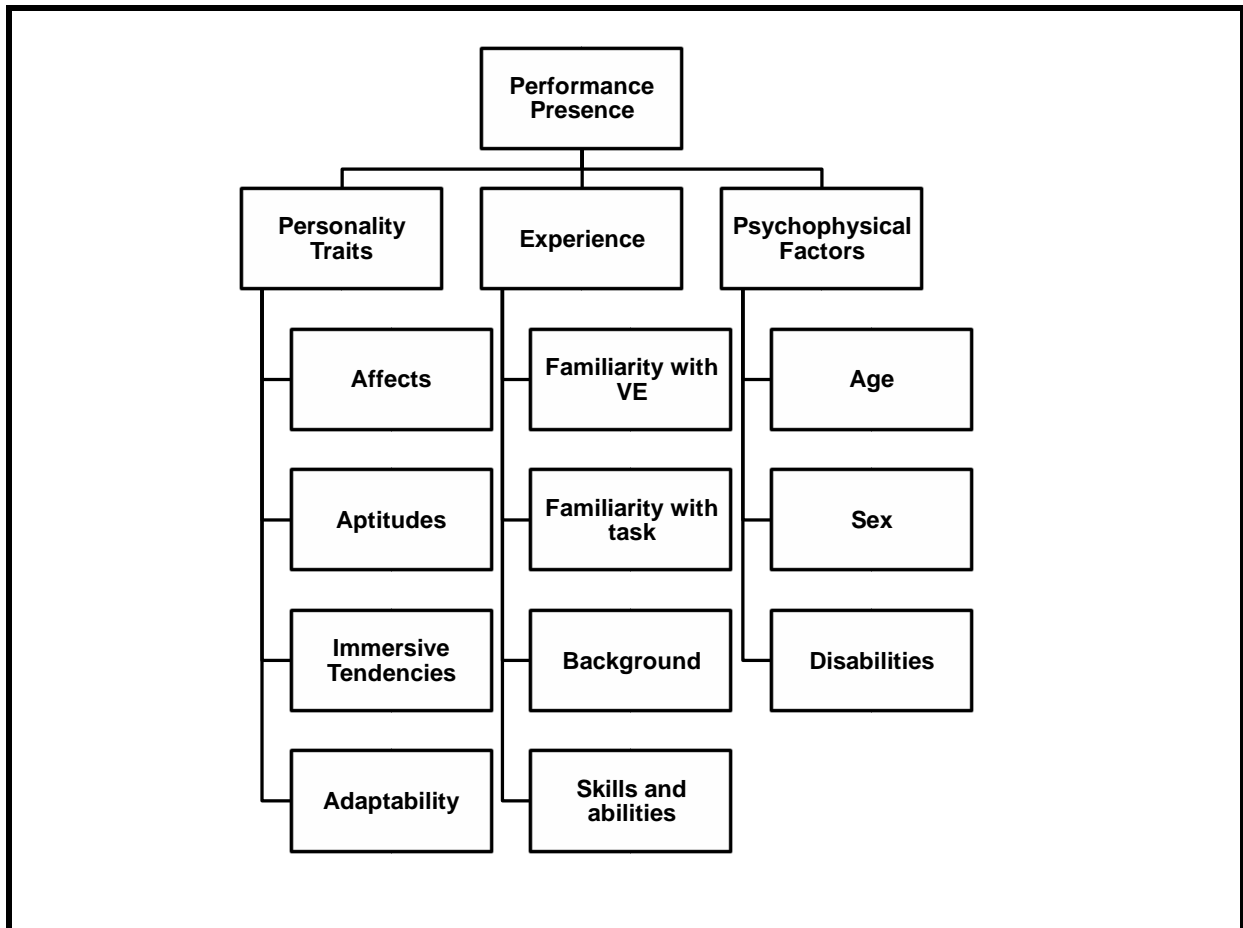 Performance
Presence
Personality
Traits
Experience
Psychophysical
Factors
Affects
Familiarity with
VE
Age
Aptitudes
Familiarity with
task
Sex
Immersive
Tendencies
Background
Disabilities
Adaptability
Skills and
abilities